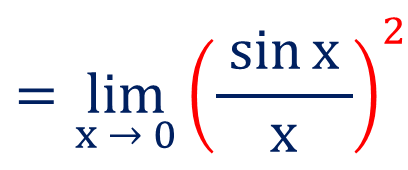 = lim x → 0 (sin x / x)²